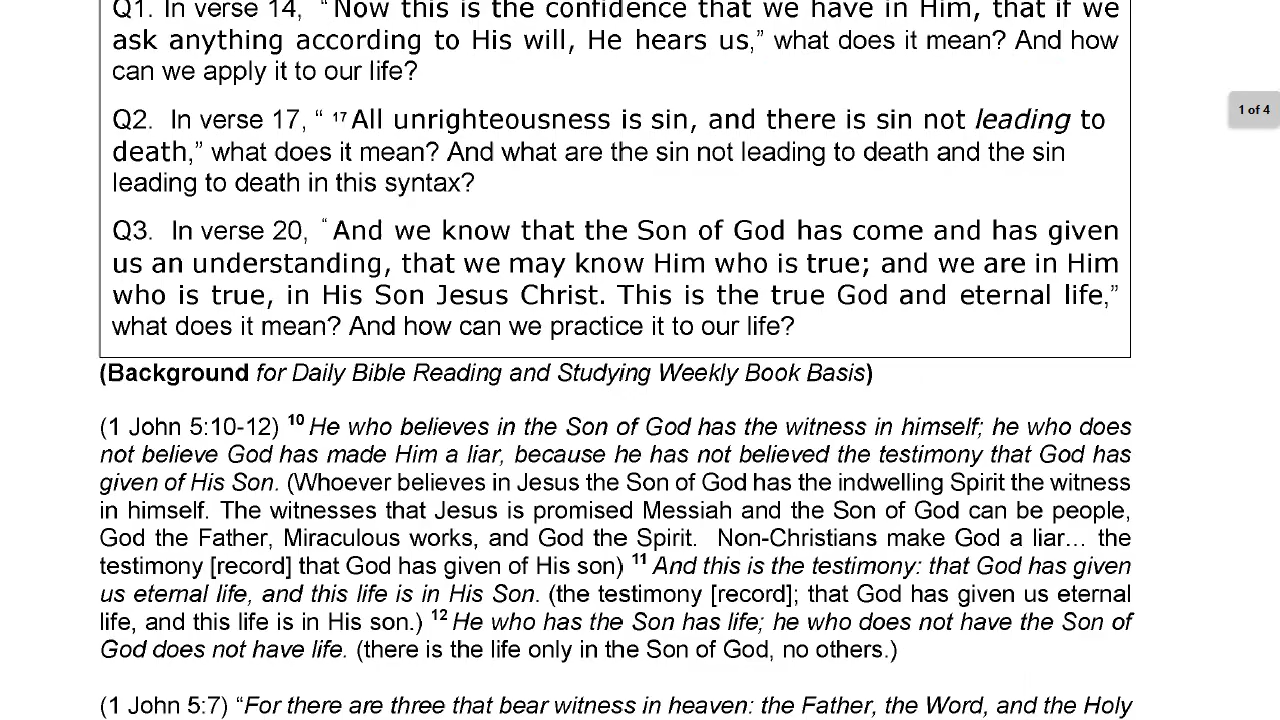 Q1. In verse 14, “Now this is the confidence that we have in Him, that if we
ask anything according to His will, He hears us,” what does it mean? And how
can we apply it to our life?
1 of 4
Q2. In verse 17, “ 17 All unrighteousness is sin, and there is sin not leading to
death,” what does it mean? And what are the sin not leading to death and the sin
leading to death in this syntax?
Q3. In verse 20, “And we know that the Son of God has come and has given
us an understanding, that we may know Him who is true; and we are in Him
who is true, in His Son Jesus Christ. This is the true God and eternal life,”
what does it mean? And how can we practice it to our life?
(Background for Daily Bible Reading and Studying Weekly Book Basis)
(1 John 5:10-12) 10 He who believes in the Son of God has the witness in himself; he who does
not believe God has made Him a liar, because he has not believed the testimony that God has
given of His Son. (Whoever believes in Jesus the Son of God has the indwelling Spirit the witness
in himself. The witnesses that Jesus is promised Messiah and the Son of God can be people,
God the Father, Miraculous works, and God the Spirit. Non-Christians make God a liar... the
testimony [record] that God has given of His son) 11 And this is the testimony: that God has given
us eternal life, and this life is in His Son. (the testimony [record]; that God has given us eternal
life, and this life is in His son.) 12 He who has the Son has life; he who does not have the Son of
God does not have life. (there is the life only in the Son of God, no others.)
(1 John 5:7) “For there are three that bear witness in heaven: the Father, the Word, and the Holy